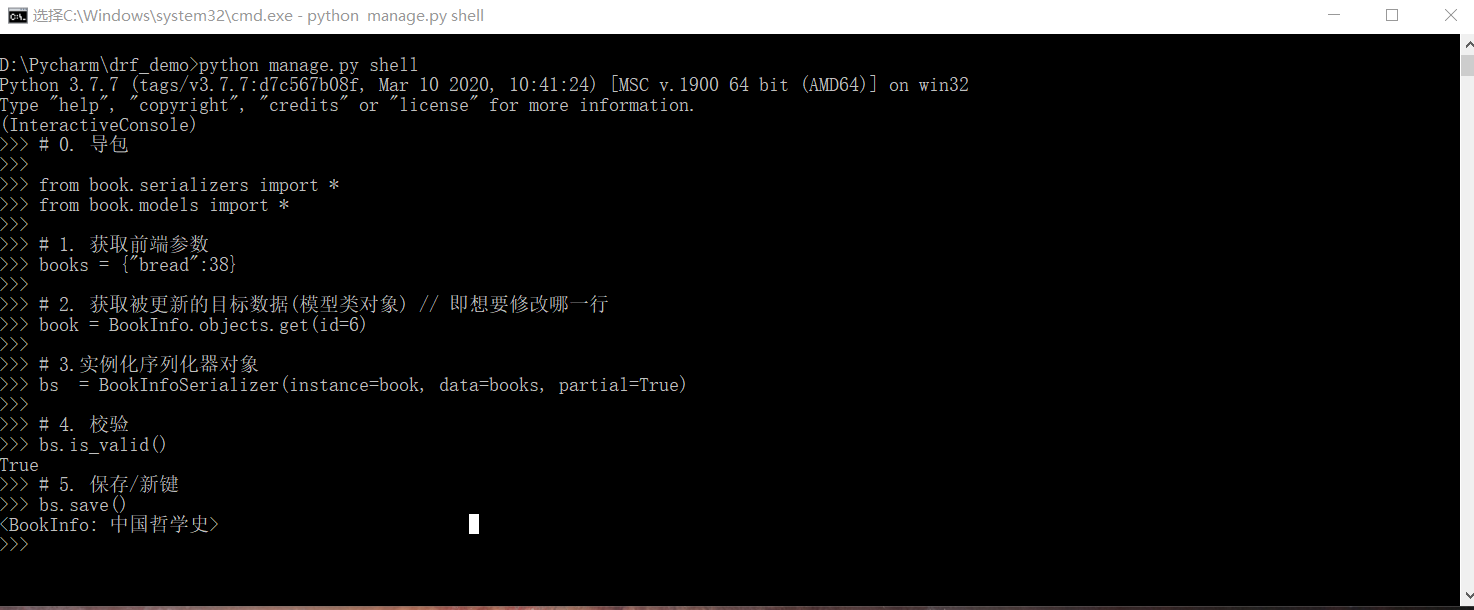 选择C:\Windows\system32\cmd.exe - python  manage.py shell
D:\Pycharm\drf_demo>python manage.py shell
Python 3.7.7 (tags/v3.7.7:d7c567b08f, Mar 10 2020, 10:41:24) [MSC v.1900 64 bit (AMD64)] on win32
Type "help", "copyright", "credits" or "license" for more information.
(InteractiveConsole)
>>> # 0. 导包
>>>
>>> from book.serializers import *
>>> from book.models import *
>>>
>>> # 1. 获取前端参数
>>> books = {"bread":38}
>>>
>>> # 2. 获取被更新的目标数据(模型类对象) // 即想要修改哪一行
>>> book = BookInfo.objects.get(id=6)
>>>
>>> # 3.实例化序列化器对象
>>> bs  = BookInfoSerializer(instance=book, data=books, partial=True)
>>>
>>> # 4. 校验
>>> bs.is_valid()
True
>>> # 5. 保存/新键
>>> bs.save()
<BookInfo: 中国哲学史>
>>>